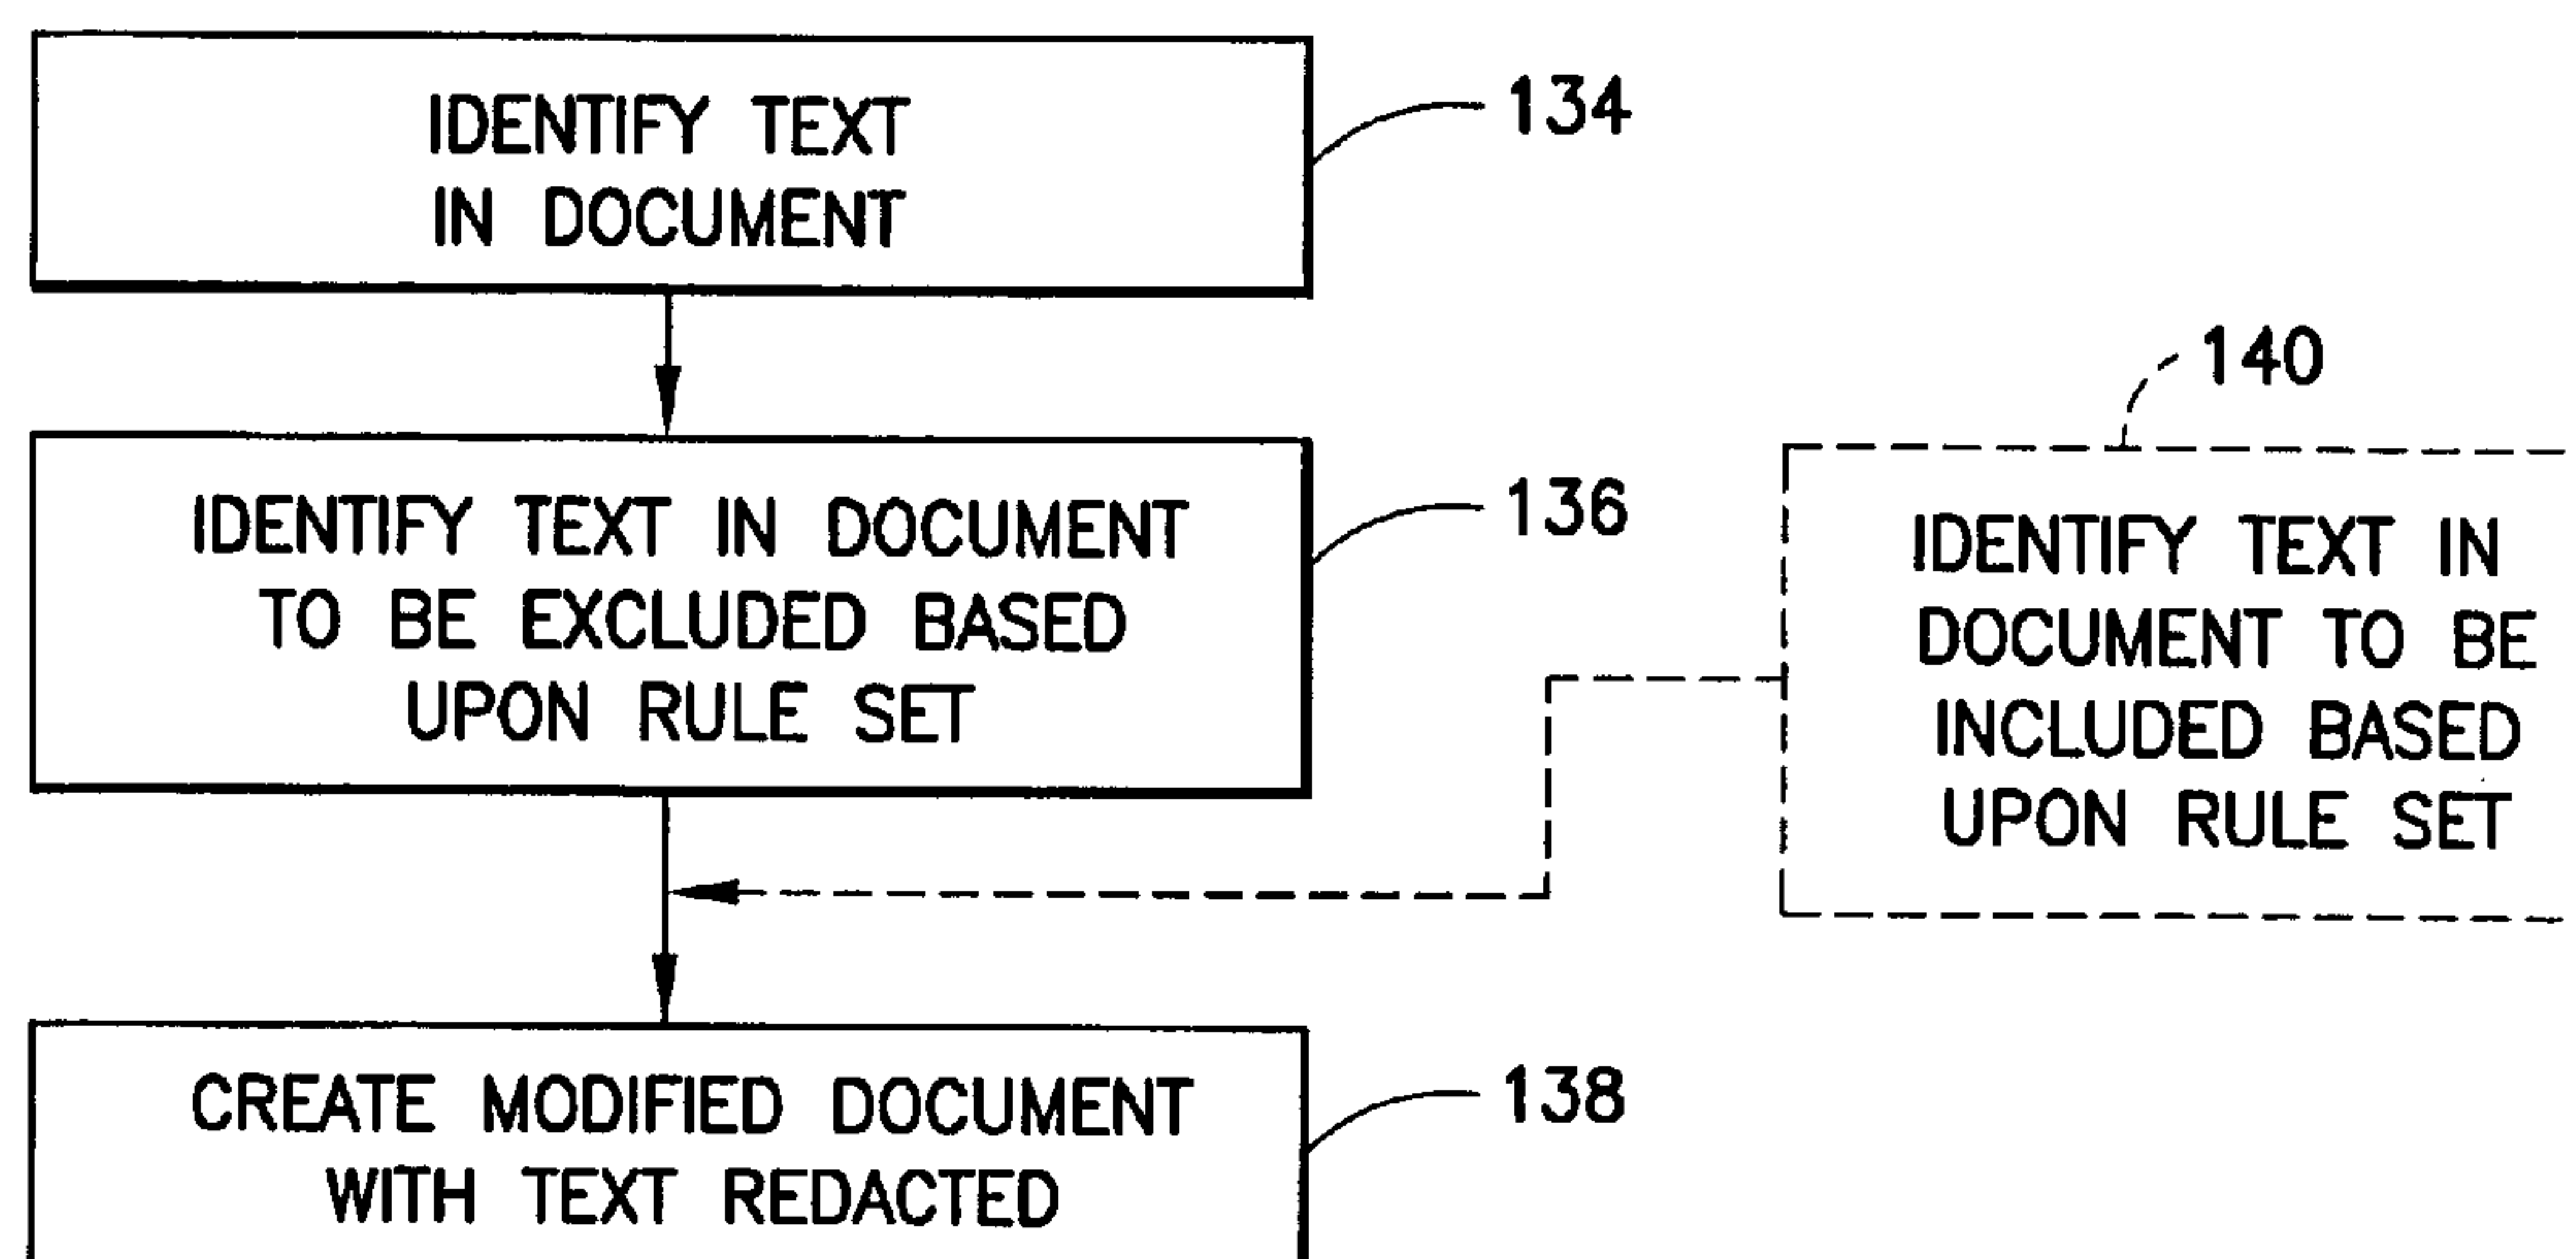 IDENTIFY TEXT
IN DOCUMENT
134
IDENTIFY TEXT IN DOCUMENT
TO BE EXCLUDED BASED
UPON RULE SET
136
140
IDENTIFY TEXT IN
DOCUMENT TO BE
INCLUDED BASED
UPON RULE SET
CREATE MODIFIED DOCUMENT
WITH TEXT REDACTED
138